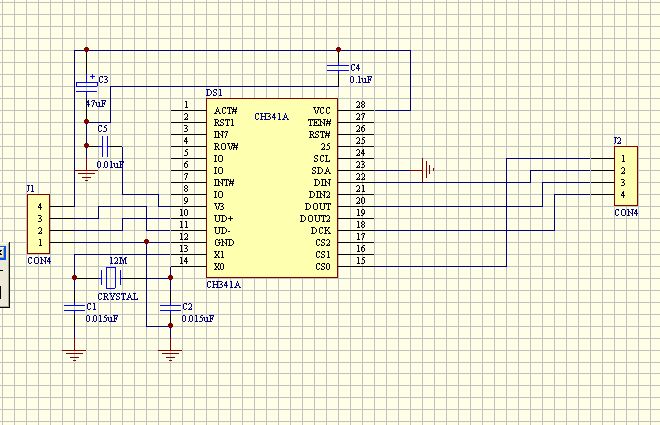 C3
47uF
C4
0.1uF
C5
0.01uF
DS1
CH341A
1 ACT# VCC 28
2 RST1 TEN# 27
3 IN7 RST# 26
4 ROV# 25 25
5 IO SCL 24
6 IO SDA 23
7 INT# DIN 22
8 IO DIN2 21
9 V3 DOUT 20
10 UD+ DOUT2 19
11 UD- DCK 18
12 GND CS2 17
13 X1 CS1 16
14 X0 CS0 15
CH341A
J1
4
3
2
1
CON4
12M
CRYSTAL
C1
0.015uF
C2
0.015uF
J2
1
2
3
4
CON4